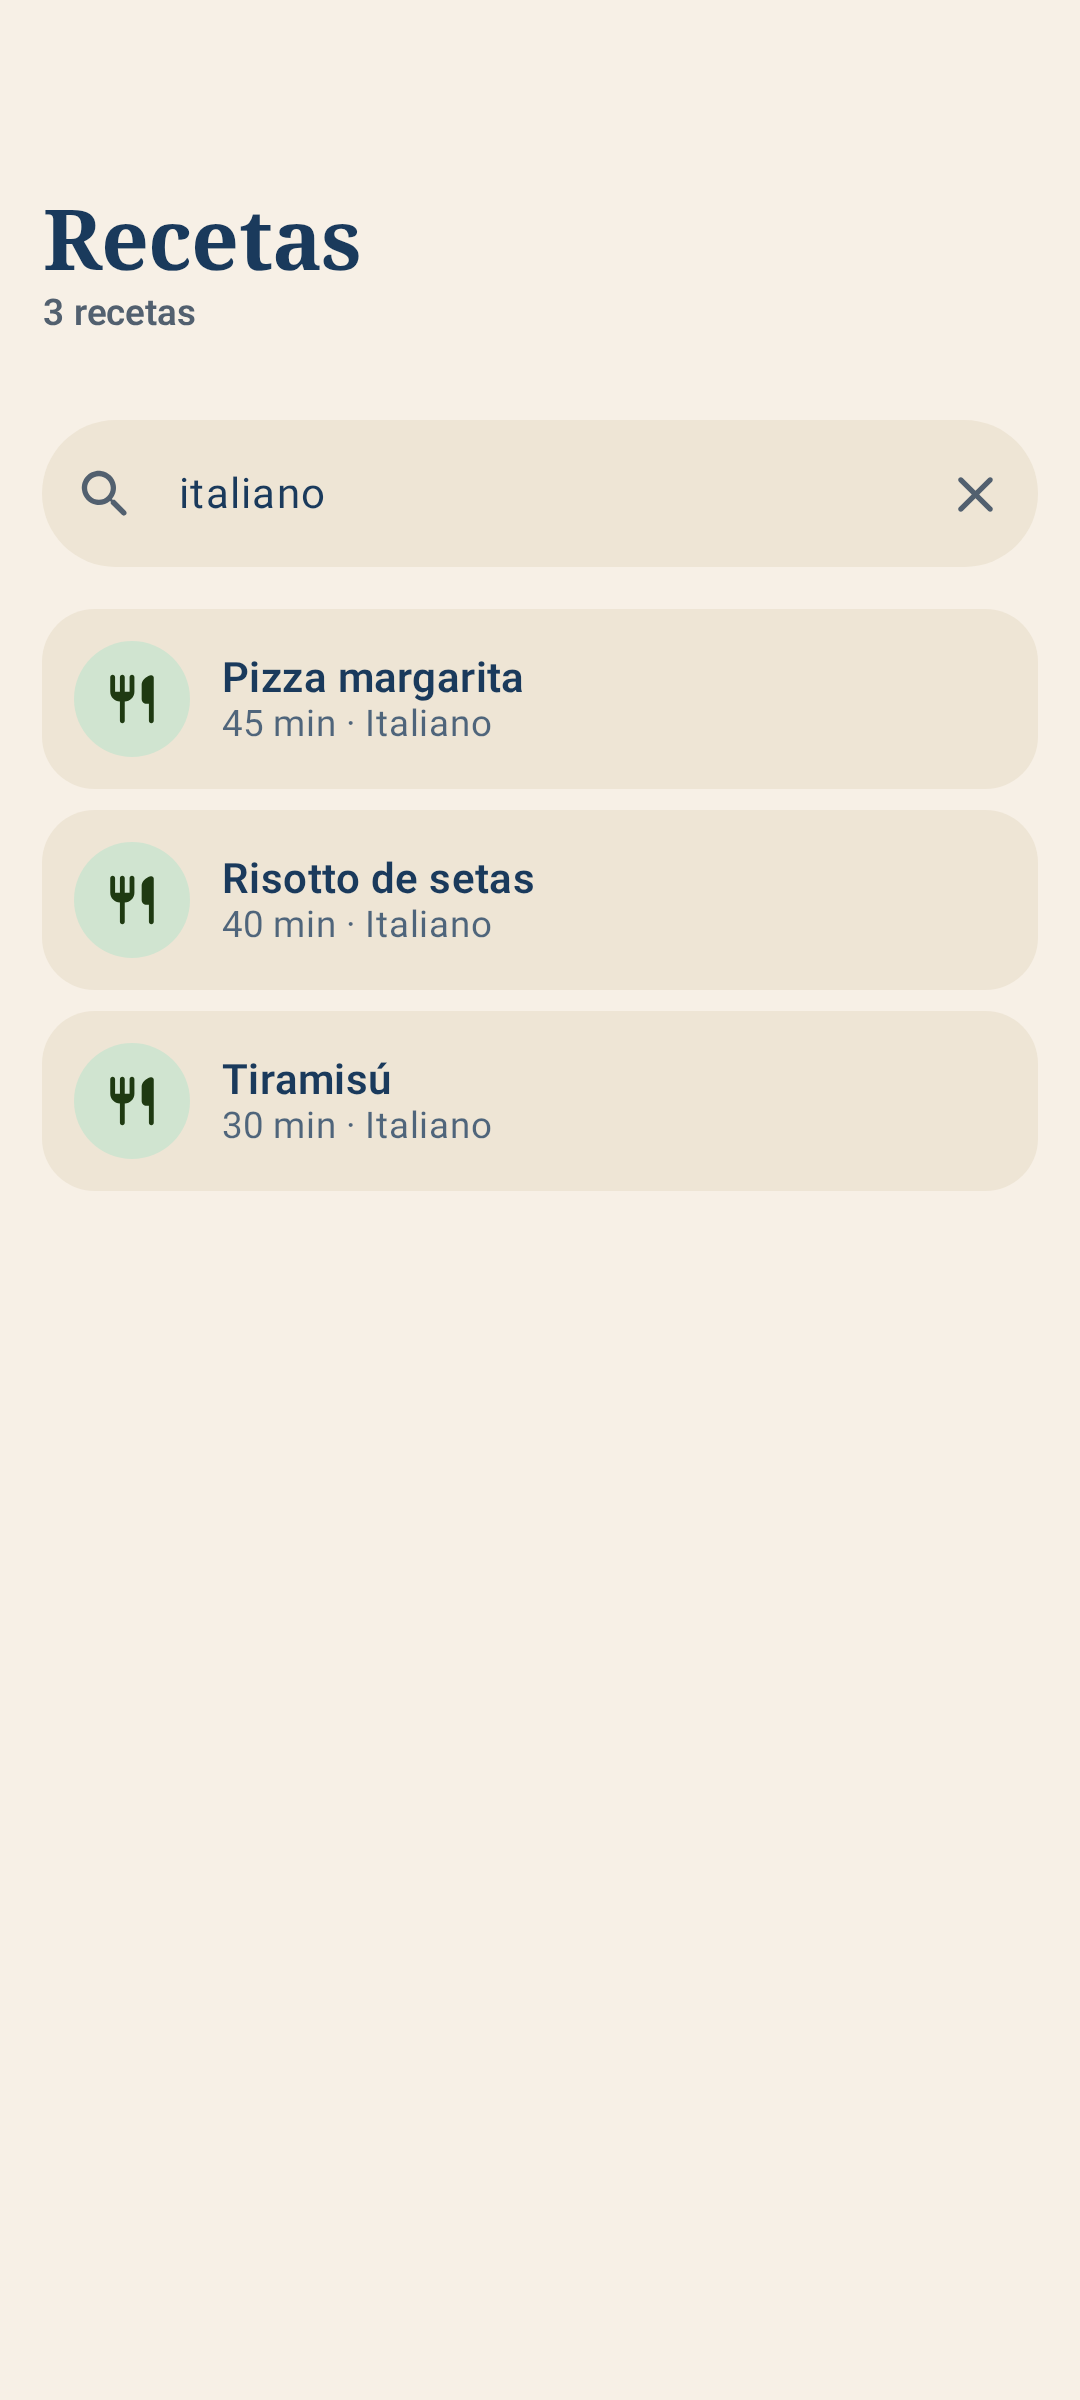 Recetas
3 recetas
italiano
Pizza margarita
45 min · Italiano
Risotto de setas
40 min · Italiano
Tiramisú
30 min · Italiano